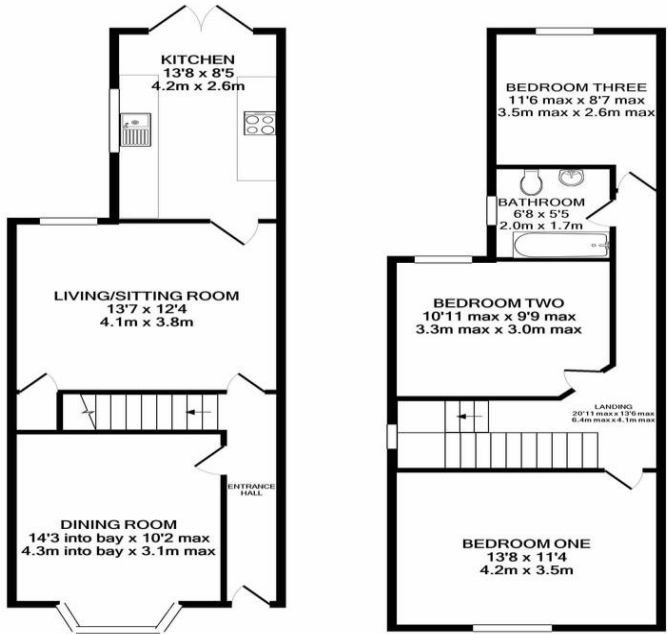 KITCHEN
13'8 x 8'5
4.2m x 2.6m
LIVING/SITTING ROOM
13'7 x 12'4
4.1m x 3.8m
ENTRANCE
HALL
DINING ROOM
14'3 into bay x 10'2 max
4.3m into bay x 3.1m max
BEDROOM THREE
11'6 max x 8'7 max
3.5m max x 2.6m max
BATHROOM
6'8 x 5'5
2.0m x 1.7m
BEDROOM TWO
10'11 max x 9'9 max
3.3m max x 3.0m max
LANDING
20'11 max x 13'6 max
6.4m max x 4.1m max
BEDROOM ONE
13'8 x 11'4
4.2m x 3.5m